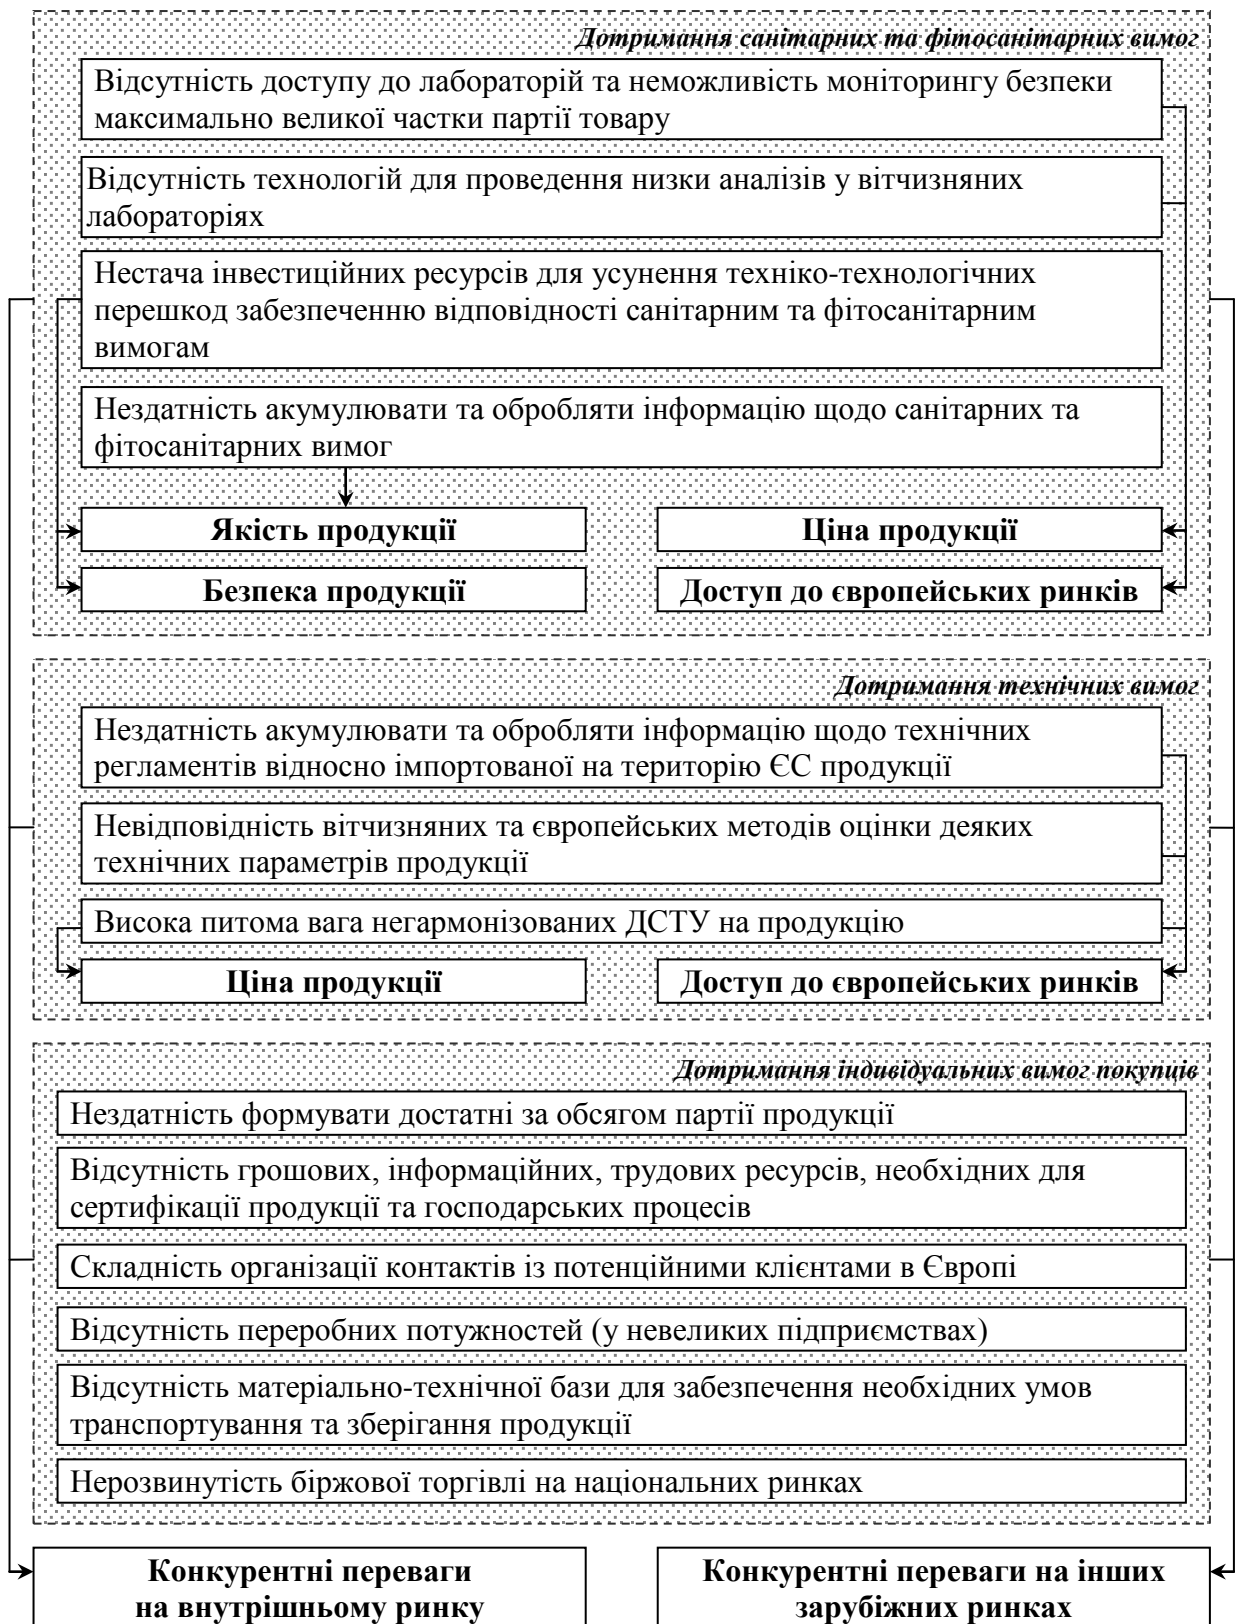 Дотримання санітарних та фітосанітарних вимог
Відсутність доступу до лабораторій та неможливість моніторингу безпеки
максимально великої частки партії товару
Відсутність технологій для проведення низки аналізів у вітчизняних
лабораторіях
Нестача інвестиційних ресурсів для усунення техніко-технологічних
перешкод забезпеченню відповідності санітарним та фітосанітарним
вимогам
Нездатність акумулювати та обробляти інформацію щодо санітарних та
фітосанітарних вимог
Якість продукції
Ціна продукції
Безпека продукції
Доступ до європейських ринків
Дотримання технічних вимог
Нездатність акумулювати та обробляти інформацію щодо технічних
регламентів відносно імпортованої на територію ЄС продукції
Невідповідність вітчизняних та європейських методів оцінки деяких
технічних параметрів продукції
Висока питома вага негармонізованих ДСТУ на продукцію
Ціна продукції
Доступ до європейських ринків
Дотримання індивідуальних вимог покупців
Нездатність формувати достатні за обсягом партії продукції
Відсутність грошових, інформаційних, трудових ресурсів, необхідних для
сертифікації продукції та господарських процесів
Складність організації контактів із потенційними клієнтами в Європі
Відсутність переробних потужностей (у невеликих підприємствах)
Відсутність матеріально-технічної бази для забезпечення необхідних умов
транспортування та зберігання продукції
Нерозвинутість біржової торгівлі на національних ринках
Конкурентні переваги
на внутрішньому ринку
Конкурентні переваги на інших
зарубіжних ринках